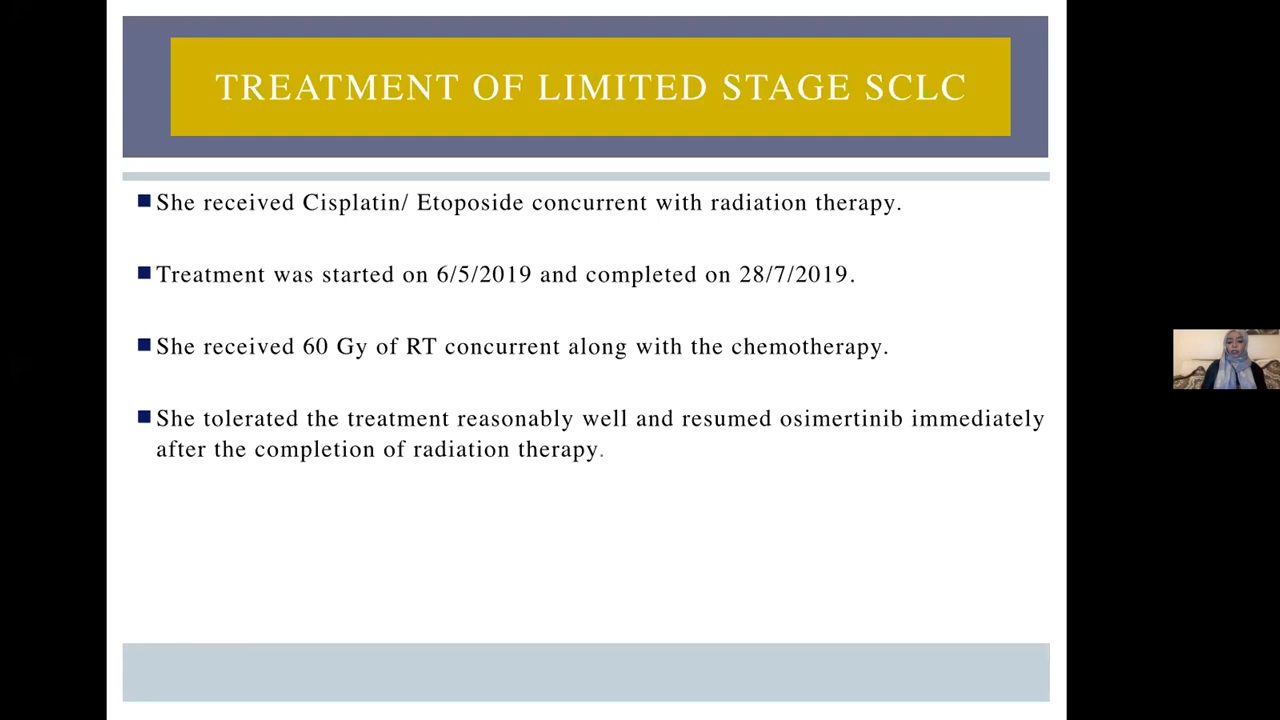 TREATMENT OF LIMITED STAGE SCLC
She received Cisplatin/ Etoposide concurrent with radiation therapy.
Treatment was started on 6/5/2019 and completed on 28/7/2019.
She received 60 Gy of RT concurrent along with the chemotherapy.
She tolerated the treatment reasonably well and resumed osimertinib immediately
after the completion of radiation therapy.